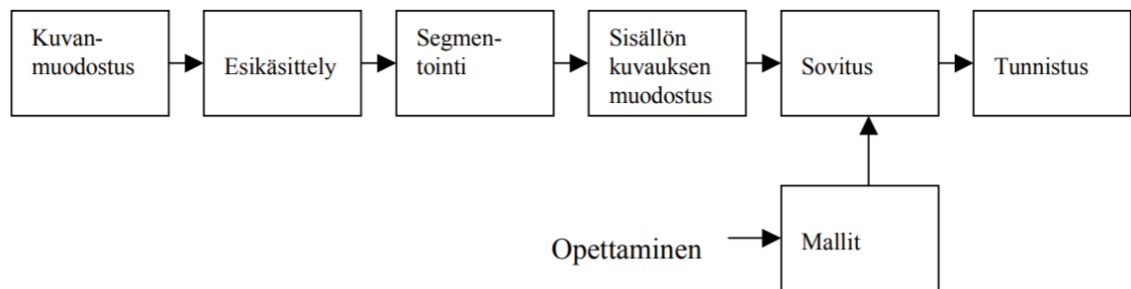 Kuvan-
muodostus
Esikäsittely
Segmen-
tointi
Sisällön
kuvauksen
muodostus
Sovitus
Tunnistus
Opettaminen
Mallit